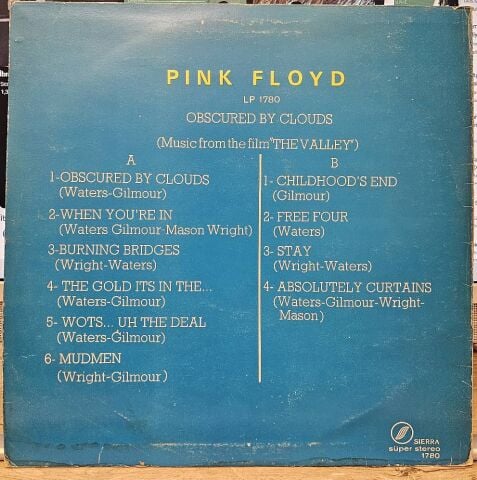 PINK FLOYD
LP 1780
OBSCURED BY CLOUDS
(Music from the film"THE VALLEY")
A
1-OBSCURED BY CLOUDS
(Waters-Gilmour)
2-WHEN YOU'RE IN
(Waters Gilmour-Mason Wright)
3-BURNING BRIDGES
(Wright-Waters)
4- THE GOLD ITS IN THE...
(Waters-Gilmour)
5- WOTS... UH THE DEAL
(Waters-Gilmour)
6- MUDMEN
(Wright-Gilmour)
B
1- CHILDHOOD'S END
(Gilmour)
2- FREE FOUR
(Waters)
3- STAY
(Wright-Waters)
4- ABSOLUTELY CURTAINS
(Waters-Gilmour-Wright-
Mason)
SIERRA
süper stereo
1780